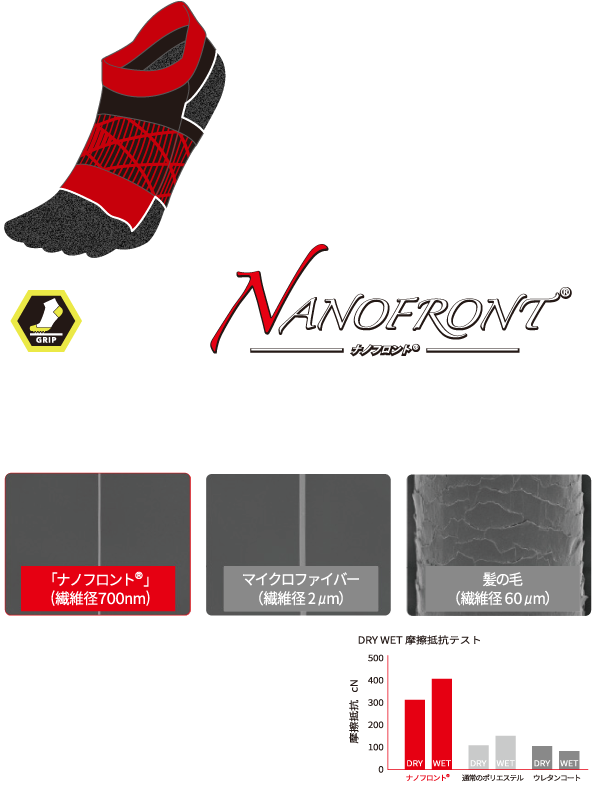 GRIP
NANOFRONT®
ナノフロント®
「ナノフロント®」
(繊維径700nm)
マイクロファイバー
(繊維径2μm)
髪の毛
(繊維径60μm)
DRY WET 摩擦抵抗テスト
摩擦抵抗 cN
500
400
300
200
100
0
DRY WET DRY WET DRY WET
ナノフロント® 通常のポリエステル ウレタンコート